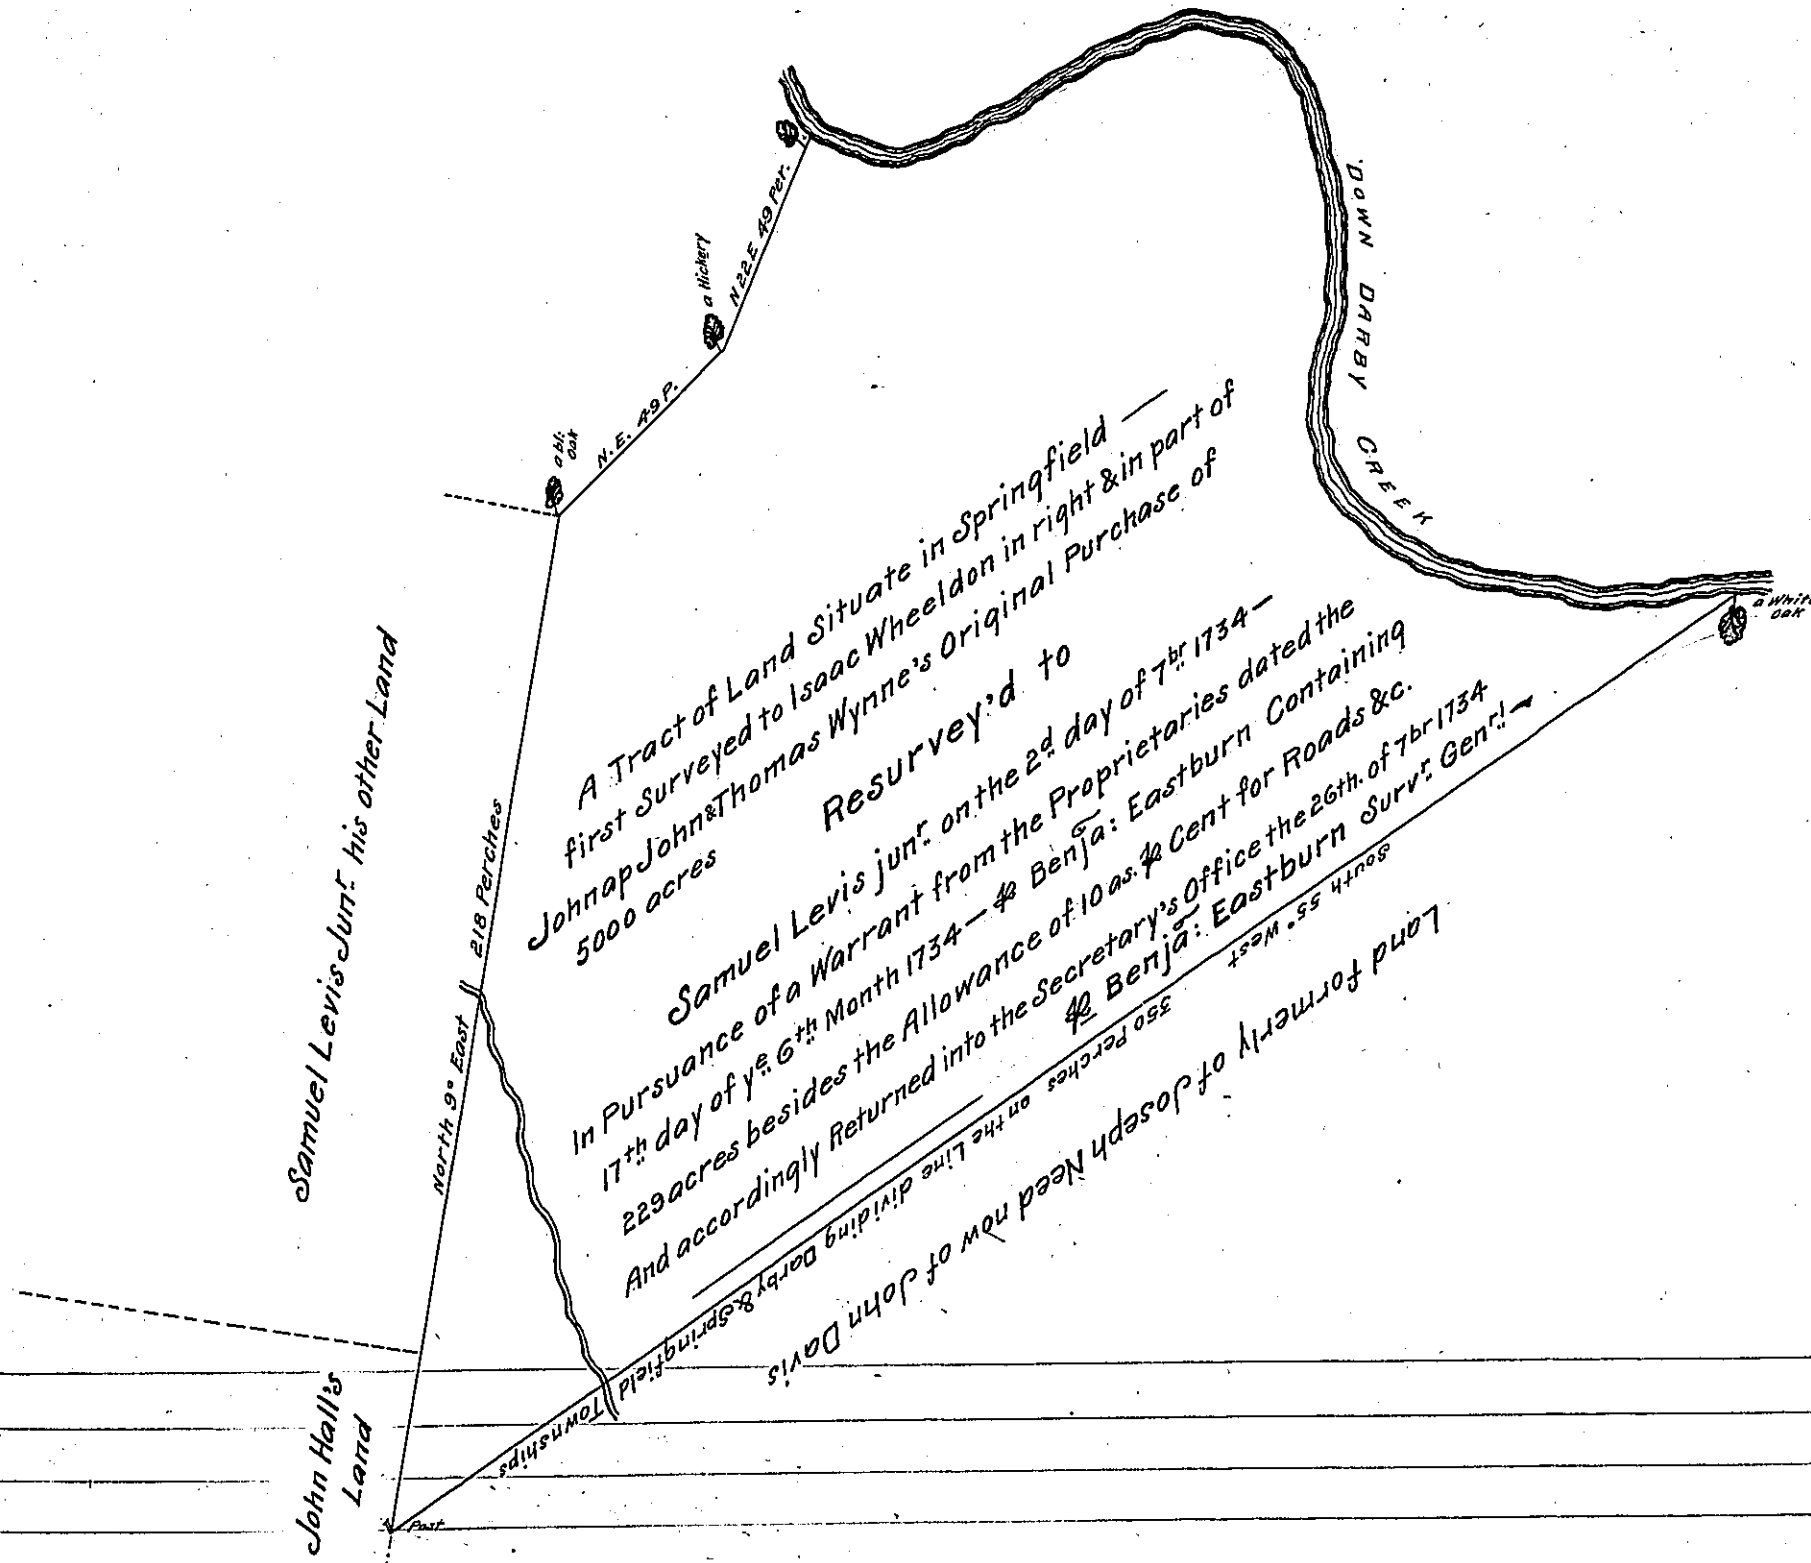 DOWN DARBY CREEK
N 22 E 49 Per.
a Hickery
N.E. 49 P.
a bl: oak
a White oak
A Tract of Land Situate in Springfield —
first Surveyed to Isaac Wheeldon in right & in part of
Johnap John & Thomas Wynne's Original Purchase of
5000 acres
Resurvey'd to
Samuel Levis junr. on the 2d day of 7br 1734 —
In Pursuance of a Warrant from the Proprietaries dated the
17th day of ye 6th Month 1734 — ⅌ Benja: Eastburn Containing
229 acres besides the Allowance of 10 as. ⅌ Cent for Roads &c.
And accordingly Returned into the Secretary's Office the 26th. of 7br 1734
⅌ Benja: Eastburn Survr. Genrl. —
South 55° West 350 Perches on the Line dividing Darby & Springfield Townships
Land formerly of Joseph Need now of John Davis
218 Perches
North 9° East
Samuel Levis Junr. his other Land
John Hall's
Land
Post